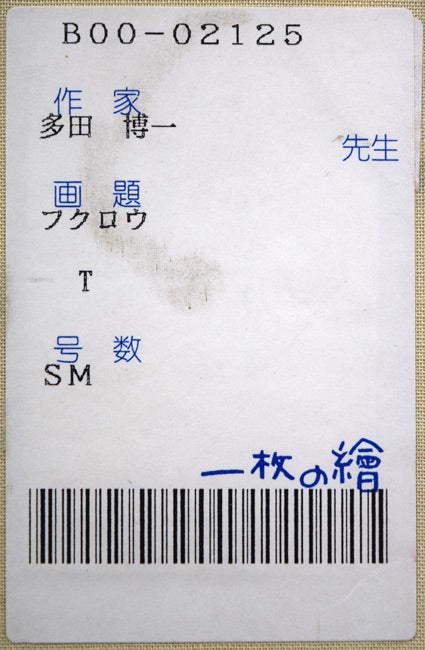 B00-02125
作家
多田 博一
先生
画題
フクロウ
T
号数
SM
一枚の繪